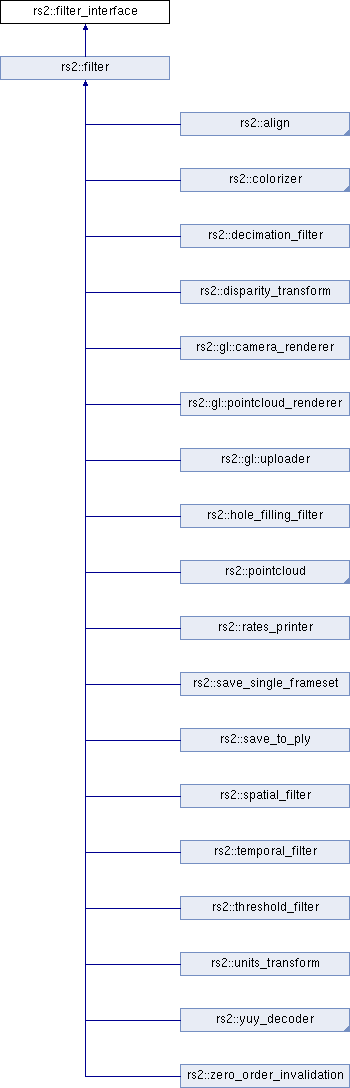 rs2::filter_interface
rs2::filter
rs2::align
rs2::colorizer
rs2::decimation_filter
rs2::disparity_transform
rs2::gl::camera_renderer
rs2::gl::pointcloud_renderer
rs2::gl::uploader
rs2::hole_filling_filter
rs2::pointcloud
rs2::rates_printer
rs2::save_single_frameset
rs2::save_to_ply
rs2::spatial_filter
rs2::temporal_filter
rs2::threshold_filter
rs2::units_transform
rs2::yuy_decoder
rs2::zero_order_invalidation